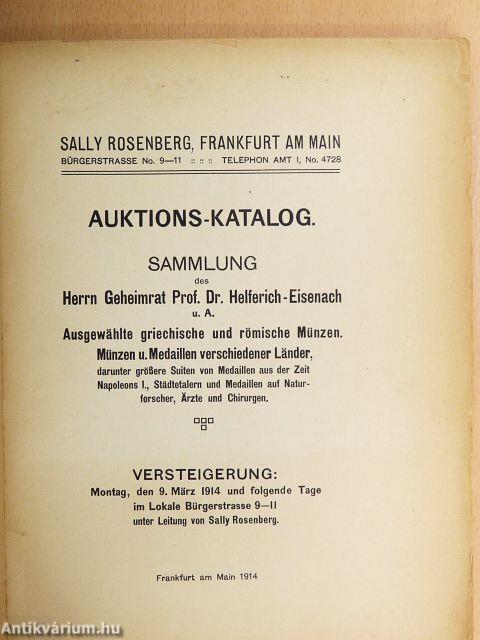 SALLY ROSENBERG, FRANKFURT AM MAIN
BÜRGERSTRASSE No. 9—11 :: :: :: TELEPHON AMT I, No. 4728
AUKTIONS-KATALOG.
SAMMLUNG
des
Herrn Geheimrat Prof. Dr. Helferich-Eisenach
u. A.
Ausgewählte griechische und römische Münzen.
Münzen u. Medaillen verschiedener Länder,
darunter größere Suiten von Medaillen aus der Zeit
Napoleons I., Städtetalern und Medaillen auf Natur-
forscher, Ärzte und Chirurgen.
VERSTEIGERUNG:
Montag, den 9. März 1914 und folgende Tage
im Lokale Bürgerstrasse 9—11
unter Leitung von Sally Rosenberg.
Frankfurt am Main 1914
Antikvárium.hu